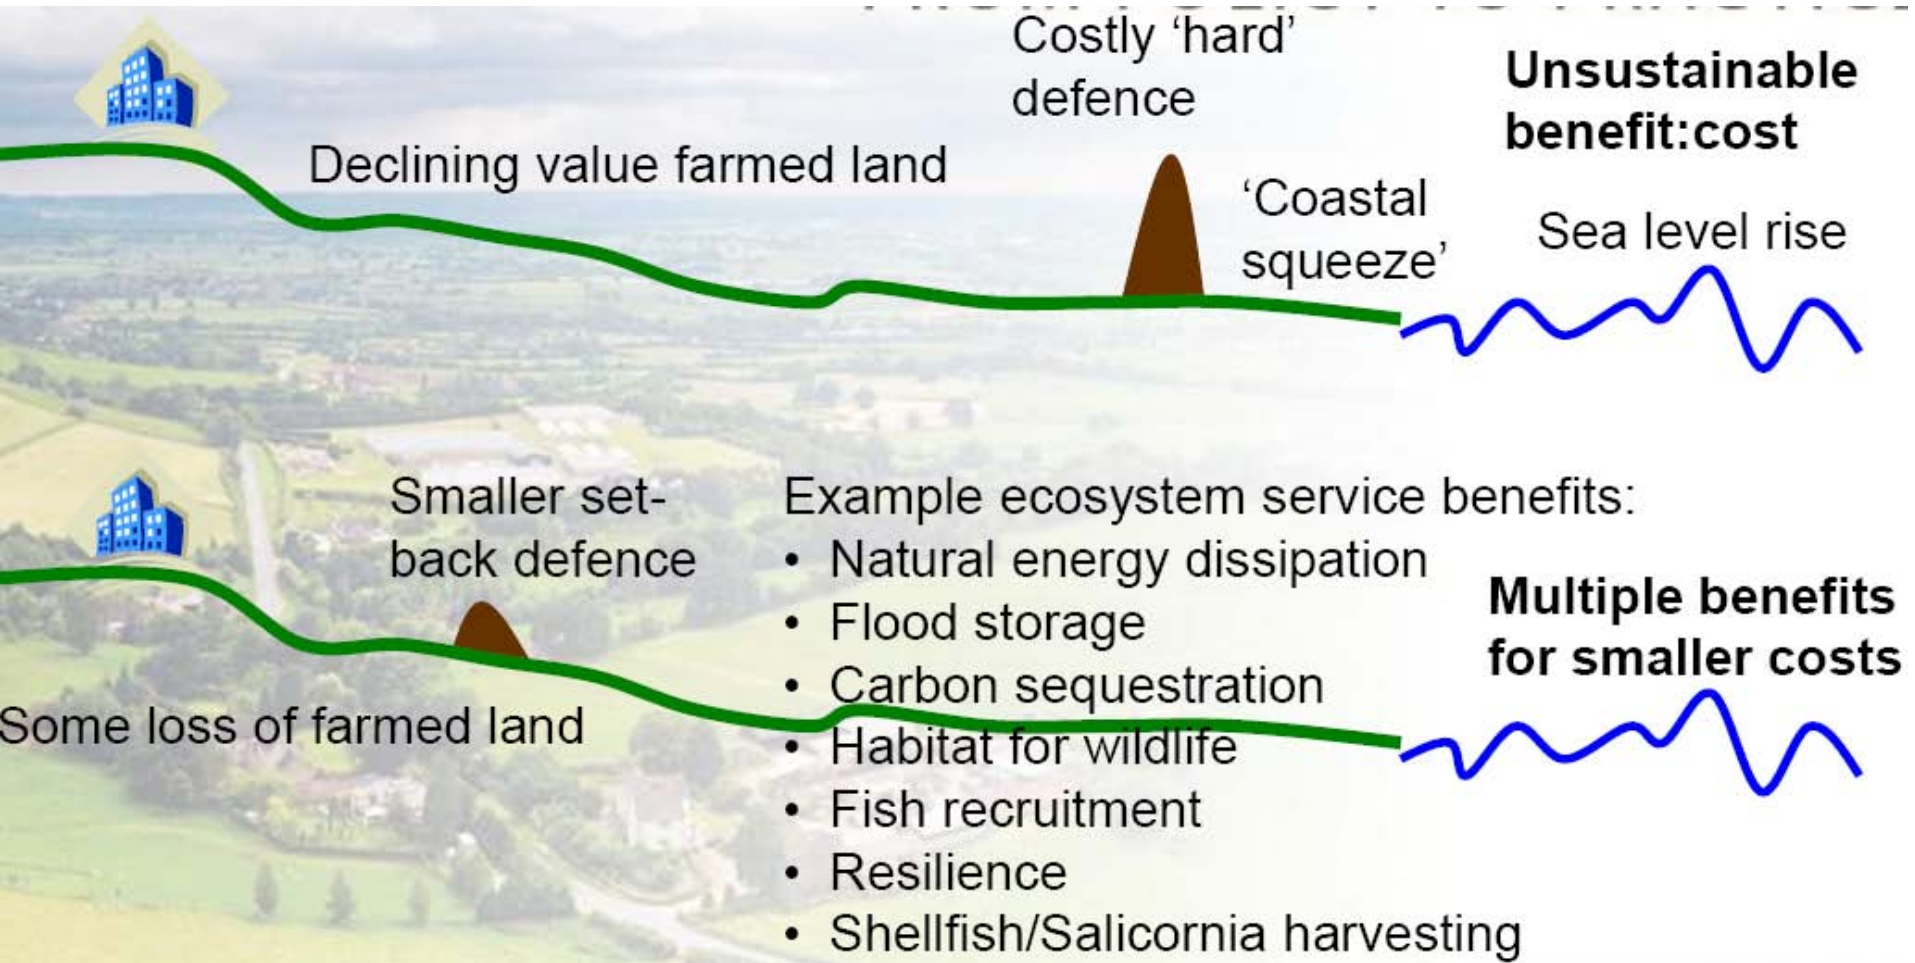 Costly ‘hard’
defence
Unsustainable
benefit:cost
Declining value farmed land
‘Coastal
squeeze’
Sea level rise
Smaller set-
back defence
Some loss of farmed land
Example ecosystem service benefits:
• Natural energy dissipation
• Flood storage
• Carbon sequestration
• Habitat for wildlife
• Fish recruitment
• Resilience
• Shellfish/Salicornia harvesting
Multiple benefits
for smaller costs